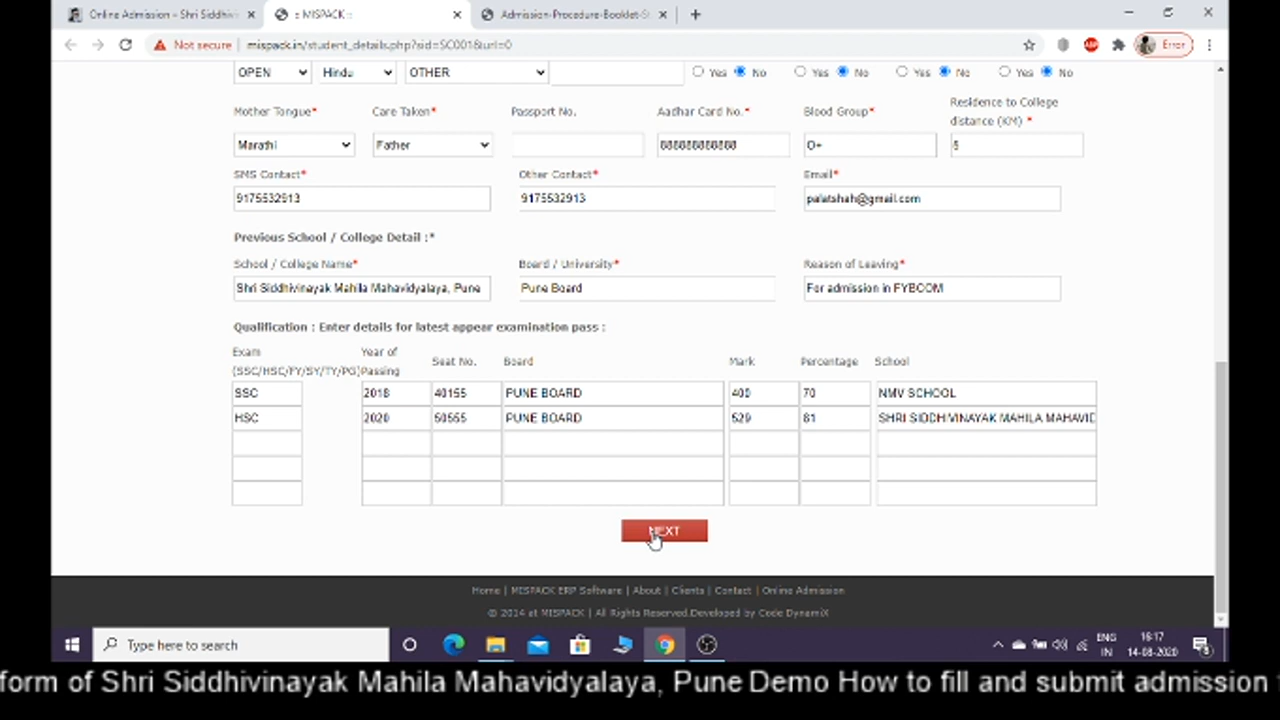 Online Admission – Shri Siddhiv
:: MISPACK ::
Admission-Procedure-Booklet-S
Not secure | mispack.in/student_details.php?sid=SC001&url=0
Error
OPEN Hindu OTHER Yes No Yes No Yes No Yes No
Mother Tongue* Care Taken* Passport No. Aadhar Card No.* Blood Group* Residence to College distance (KM) *
Marathi Father 888888888888 O+ 5
SMS Contact* Other Contact* Email*
9175532913 9175532913 palatshah@gmail.com
Previous School / College Detail :*
School / College Name* Board / University* Reason of Leaving*
Shri Siddhivinayak Mahila Mahavidyalaya, Pune Pune Board For admission in FYBCOM
Qualification : Enter details for latest appear examination pass :
Exam (SSC/HSC/FY/SY/TY/PG) Year of Passing Seat No. Board Mark Percentage School
SSC 2018 40155 PUNE BOARD 400 70 NMV SCHOOL
HSC 2020 50555 PUNE BOARD 529 81 SHRI SIDDHIVINAYAK MAHILA MAHAVID
NEXT
Home | MISPACK ERP Software | About | Clients | Contact | Online Admission
© 2014 at MISPACK | All Rights Reserved.Developed by Code DynamiX
Type here to search
ENG 16:17
IN 14-08-2020
form of Shri Siddhivinayak Mahila Mahavidyalaya, Pune Demo How to fill and submit admission